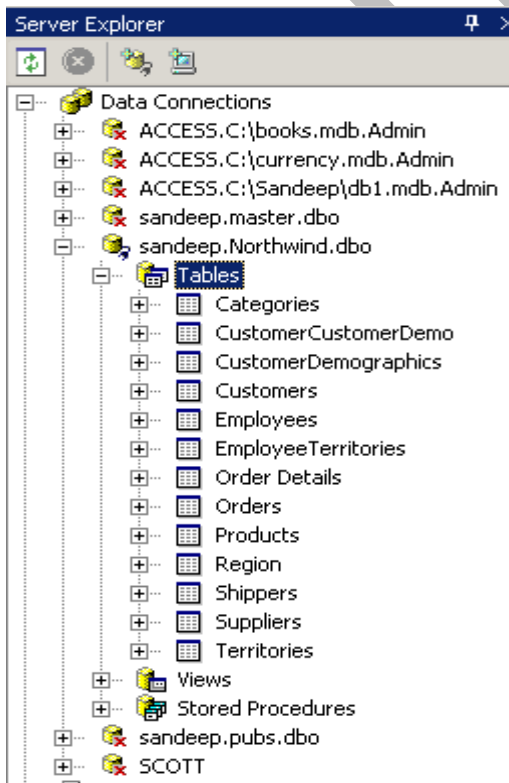 Server Explorer
Data Connections
ACCESS.C:\books.mdb.Admin
ACCESS.C:\currency.mdb.Admin
ACCESS.C:\Sandeep\db1.mdb.Admin
sandeep.master.dbo
sandeep.Northwind.dbo
Tables
Categories
CustomerCustomerDemo
CustomerDemographics
Customers
Employees
EmployeeTerritories
Order Details
Orders
Products
Region
Shippers
Suppliers
Territories
Views
Stored Procedures
sandeep.pubs.dbo
SCOTT